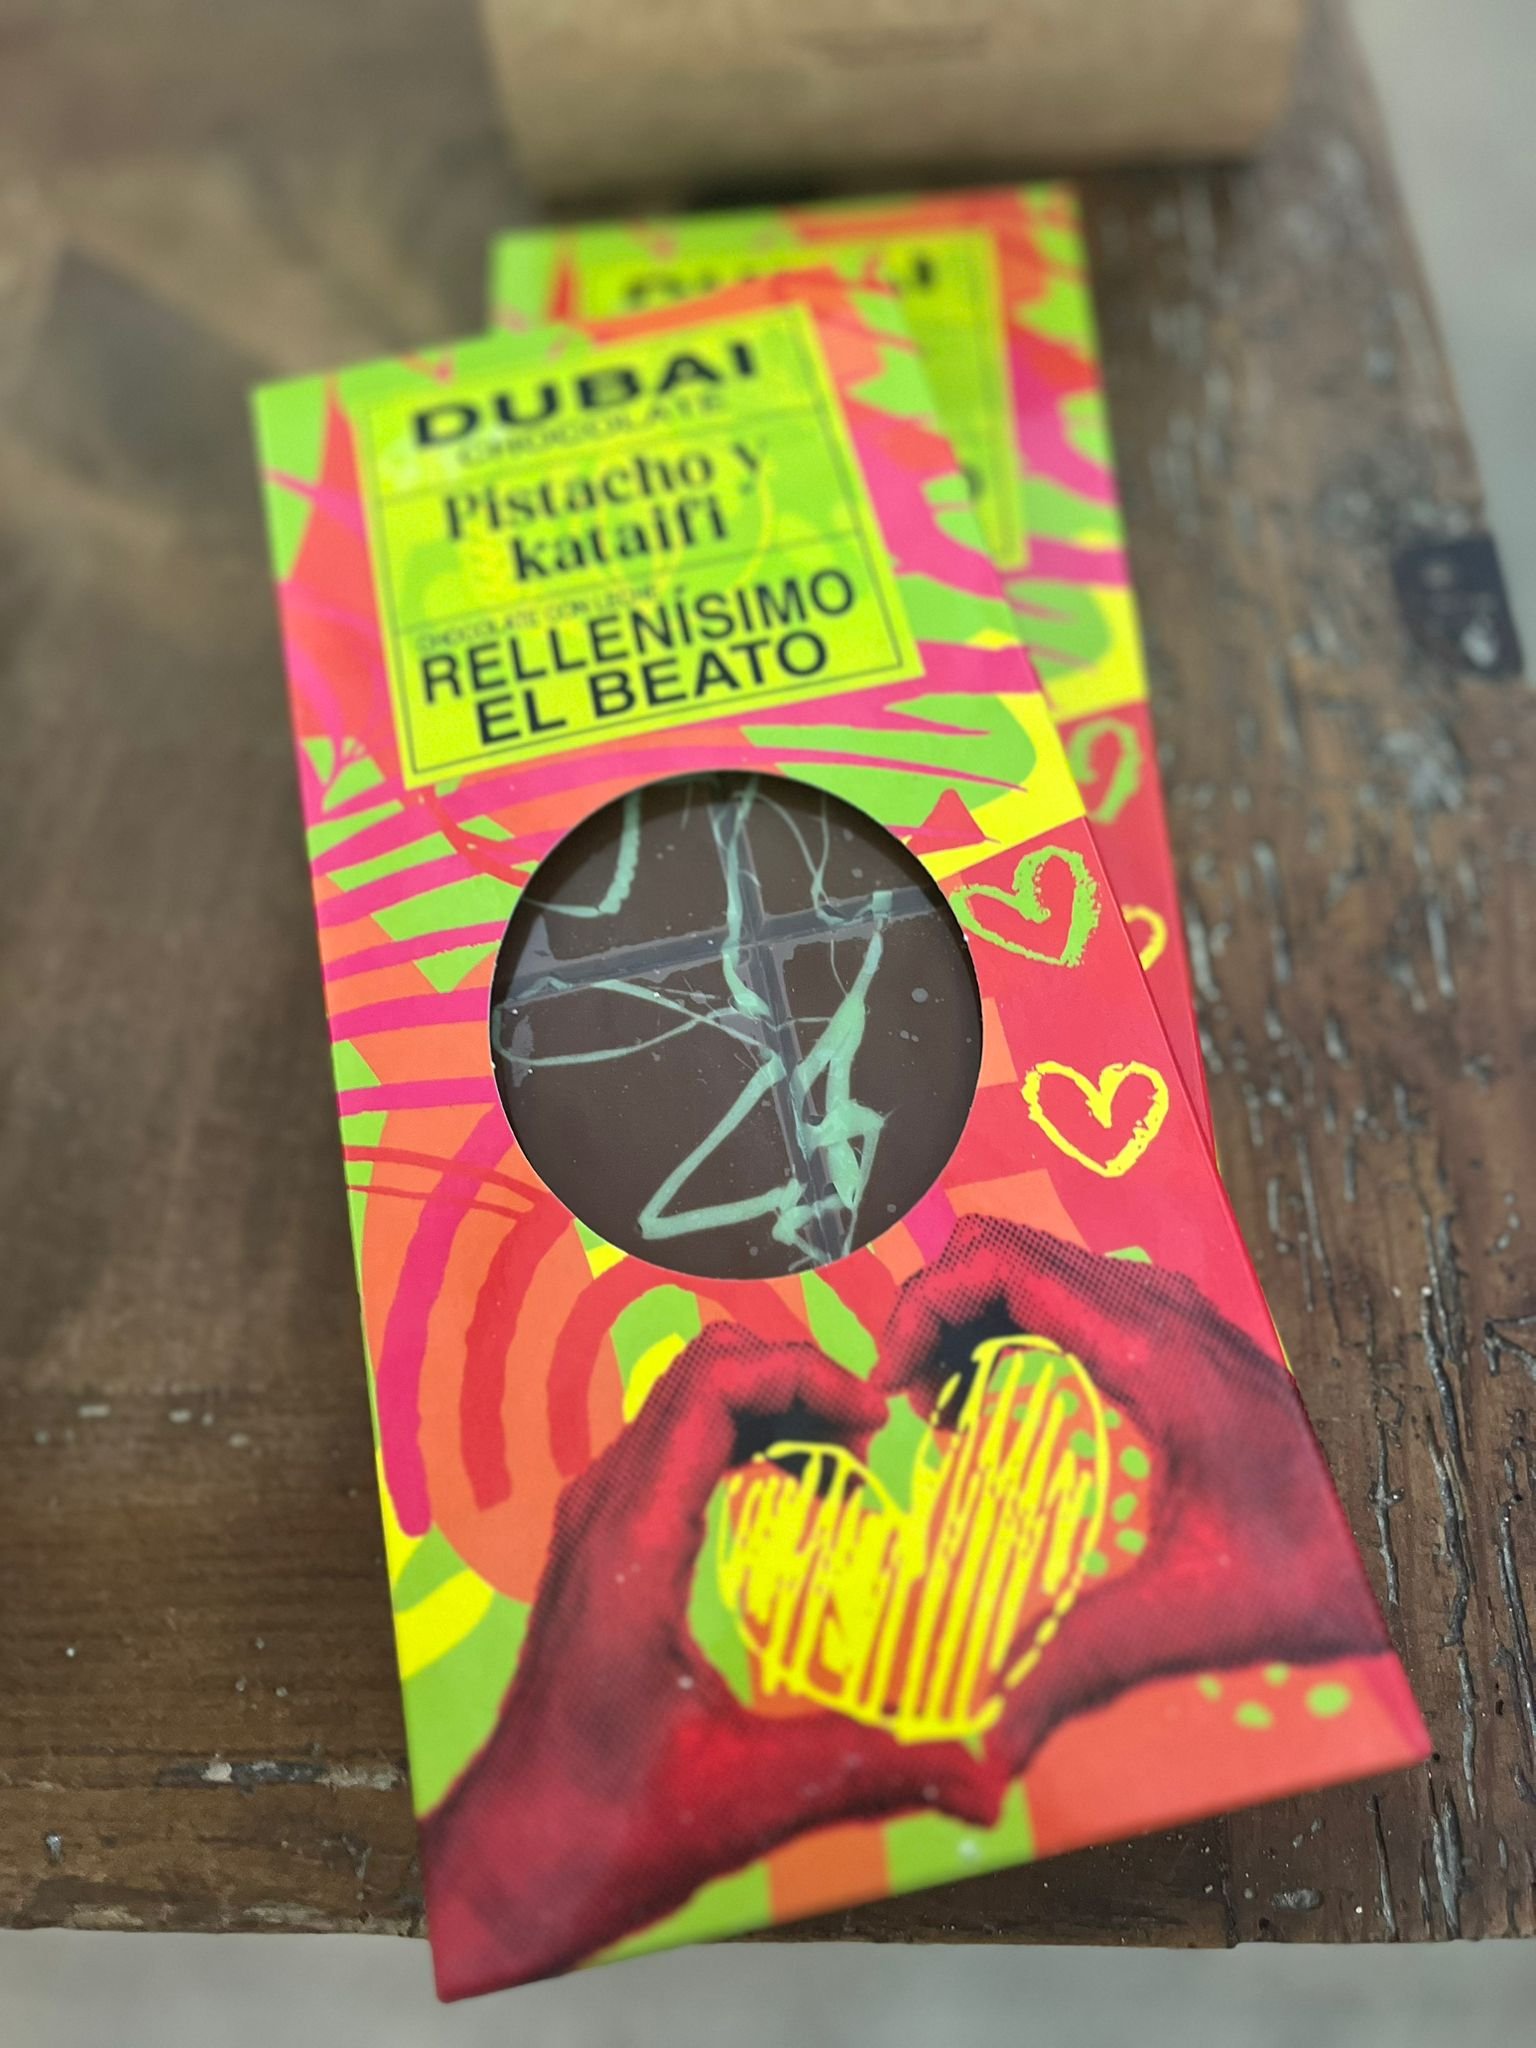 DUBAI
CHOCOLATE
Pistacho y
kataifi
CHOCOLATE CON LECHE
RELLENÍSIMO
EL BEATO